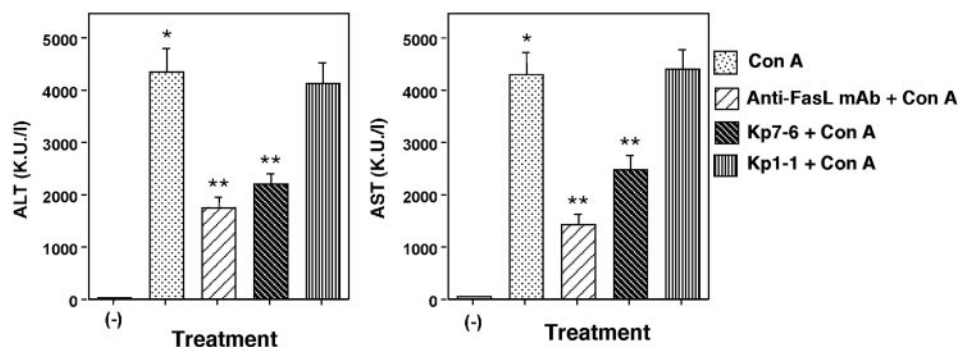 ALT (K.U./l)
5000
4000
3000
2000
1000
0
*
**
**
(-)
Treatment
AST (K.U./l)
5000
4000
3000
2000
1000
0
*
**
**
(-)
Treatment
Con A
Anti-FasL mAb + Con A
Kp7-6 + Con A
Kp1-1 + Con A